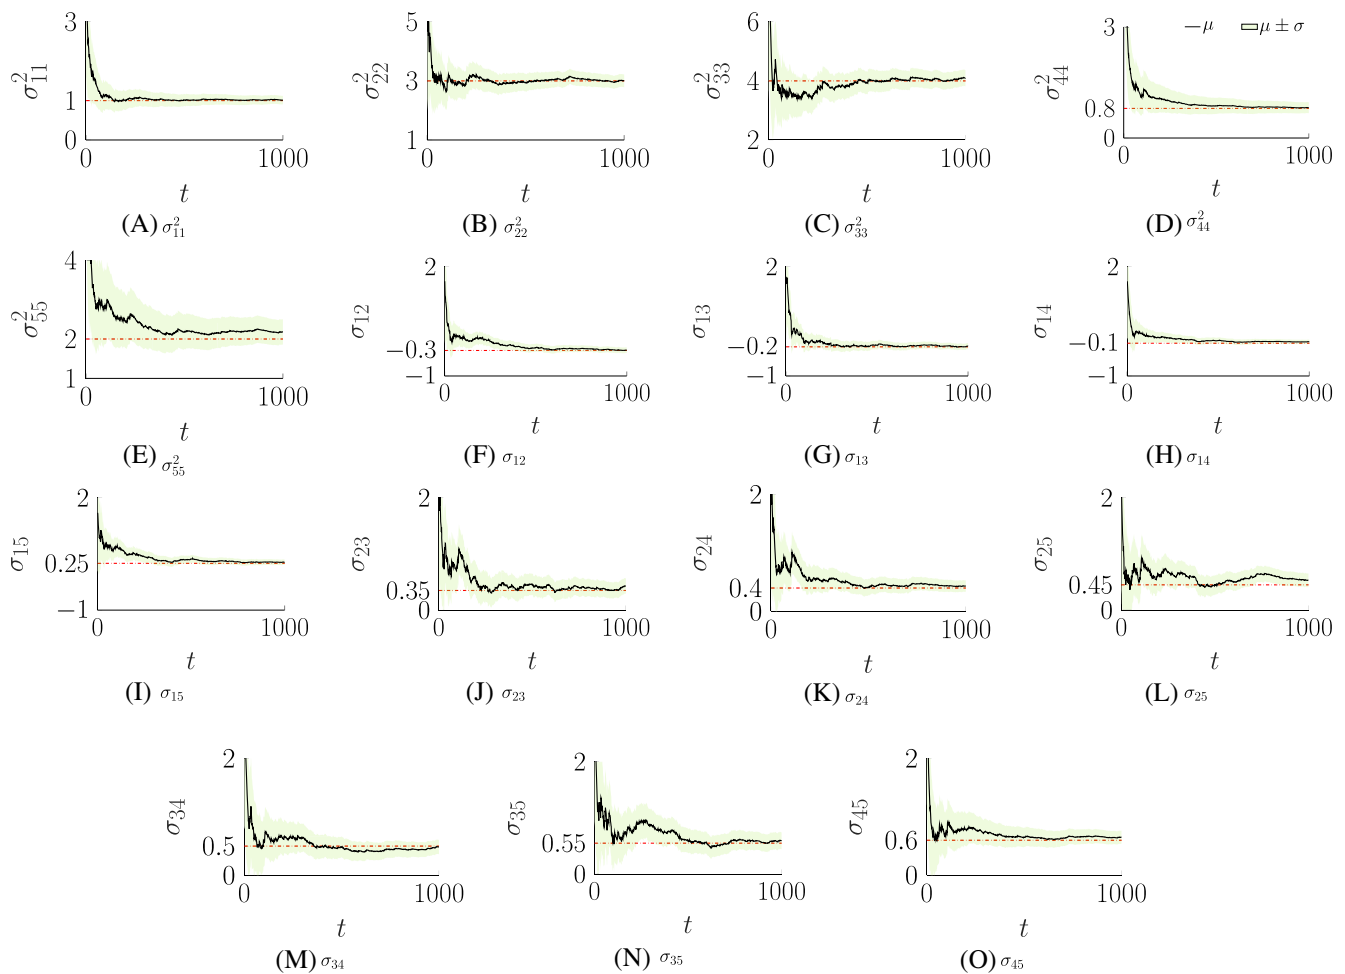 3 5 6 3 −μ μ ± σ
σ²₁₁ σ²₂₂ σ²₃₃ σ²₄₄
1 3 4 0.8
0 1 2 0
0 1000 0 1000 0 1000 0 1000
t t t t
(A) σ²₁₁ (B) σ²₂₂ (C) σ²₃₃ (D) σ²₄₄
4 2 2 2
σ²₅₅ σ₁₂ σ₁₃ σ₁₄
2 −0.3 −0.2 −0.1
1 −1 −1 −1
0 1000 0 1000 0 1000 0 1000
t t t t
(E) σ²₅₅ (F) σ₁₂ (G) σ₁₃ (H) σ₁₄
2 2 2 2
σ₁₅ σ₂₃ σ₂₄ σ₂₅
0.25 0.35 0.4 0.45
−1 0 0 0
0 1000 0 1000 0 1000 0 1000
t t t t
(I) σ₁₅ (J) σ₂₃ (K) σ₂₄ (L) σ₂₅
2 2 2
σ₃₄ σ₃₅ σ₄₅
0.5 0.55 0.6
0 0 0
0 1000 0 1000 0 1000
t t t
(M) σ₃₄ (N) σ₃₅ (O) σ₄₅